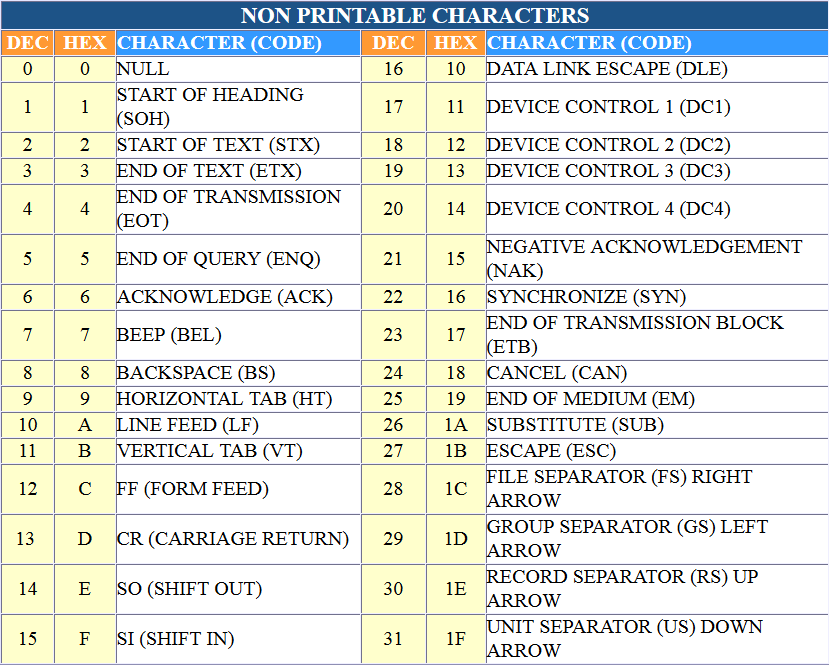 NON PRINTABLE CHARACTERS
DEC HEX CHARACTER (CODE) DEC HEX CHARACTER (CODE)
0 0 NULL 16 10 DATA LINK ESCAPE (DLE)
1 1 START OF HEADING
(SOH) 17 11 DEVICE CONTROL 1 (DC1)
2 2 START OF TEXT (STX) 18 12 DEVICE CONTROL 2 (DC2)
3 3 END OF TEXT (ETX) 19 13 DEVICE CONTROL 3 (DC3)
4 4 END OF TRANSMISSION
(EOT) 20 14 DEVICE CONTROL 4 (DC4)
5 5 END OF QUERY (ENQ) 21 15 NEGATIVE ACKNOWLEDGEMENT
(NAK)
6 6 ACKNOWLEDGE (ACK) 22 16 SYNCHRONIZE (SYN)
7 7 BEEP (BEL) 23 17 END OF TRANSMISSION BLOCK
(ETB)
8 8 BACKSPACE (BS) 24 18 CANCEL (CAN)
9 9 HORIZONTAL TAB (HT) 25 19 END OF MEDIUM (EM)
10 A LINE FEED (LF) 26 1A SUBSTITUTE (SUB)
11 B VERTICAL TAB (VT) 27 1B ESCAPE (ESC)
12 C FF (FORM FEED) 28 1C FILE SEPARATOR (FS) RIGHT
ARROW
13 D CR (CARRIAGE RETURN) 29 1D GROUP SEPARATOR (GS) LEFT
ARROW
14 E SO (SHIFT OUT) 30 1E RECORD SEPARATOR (RS) UP
ARROW
15 F SI (SHIFT IN) 31 1F UNIT SEPARATOR (US) DOWN
ARROW